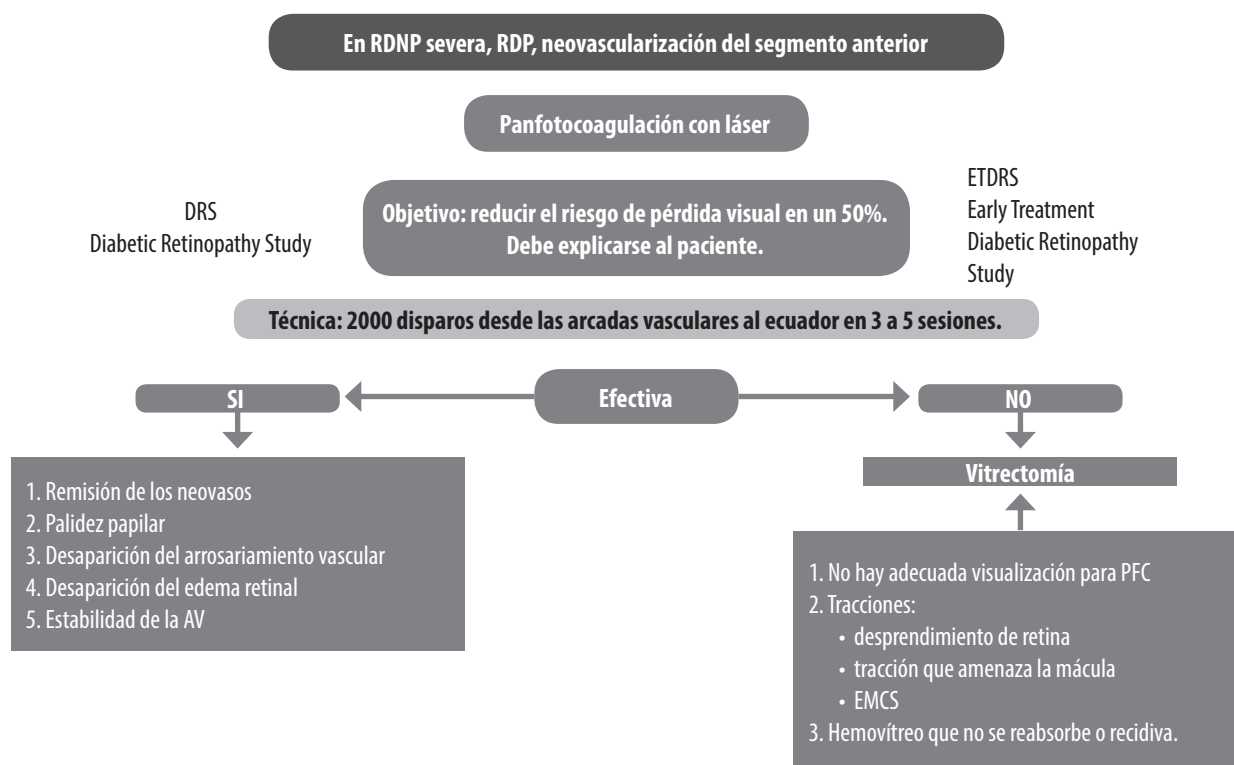 En RDNP severa, RDP, neovascularización del segmento anterior
Panfotocoagulación con láser
DRS
Diabetic Retinopathy Study
Objetivo: reducir el riesgo de pérdida visual en un 50%.
Debe explicarse al paciente.
ETDRS
Early Treatment
Diabetic Retinopathy
Study
Técnica: 2000 disparos desde las arcadas vasculares al ecuador en 3 a 5 sesiones.
SI
Efectiva
NO
1. Remisión de los neovasos
2. Palidez papilar
3. Desaparición del arrosariamiento vascular
4. Desaparición del edema retinal
5. Estabilidad de la AV
Vitrectomía
1. No hay adecuada visualización para PFC
2. Tracciones:
• desprendimiento de retina
• tracción que amenaza la mácula
• EMCS
3. Hemovítreo que no se reabsorbe o recidiva.